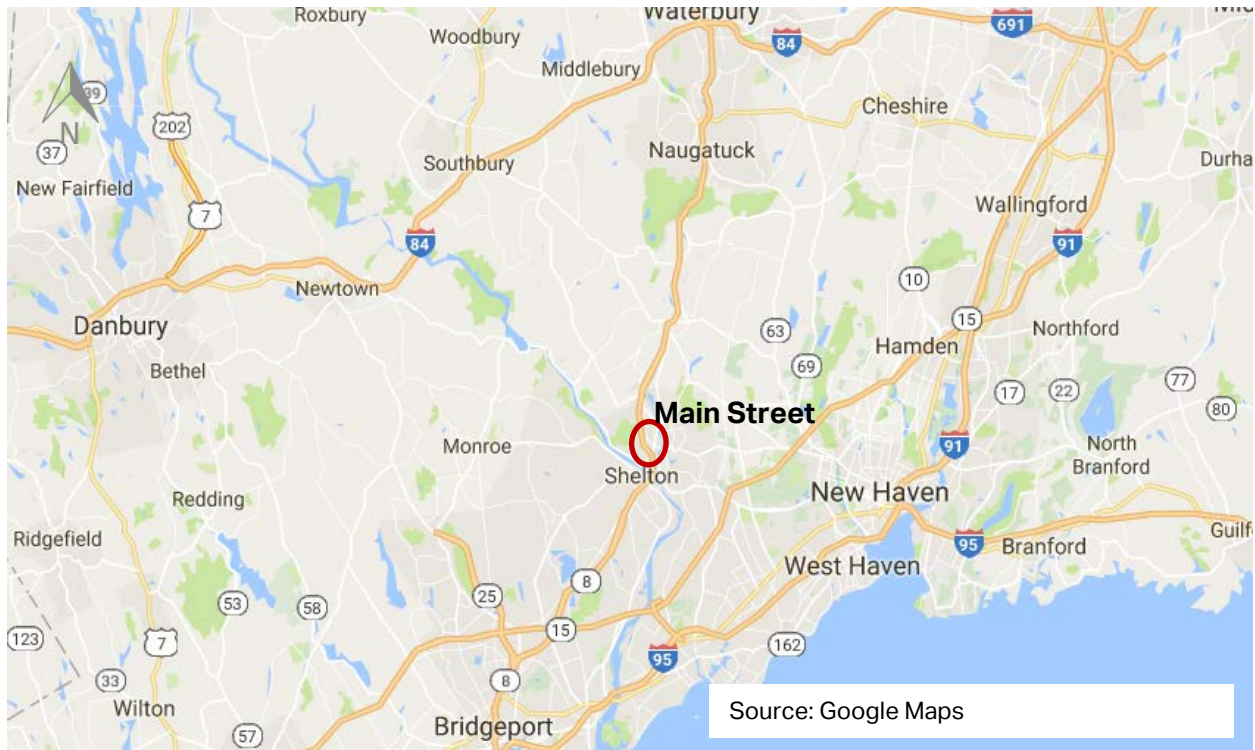 Roxbury
Waterbury
691
84
Woodbury
Middlebury
39
N
202
37
Cheshire
Naugatuck
Southbury
Durha
New Fairfield
7
Wallingford
84
91
Newtown
10
Danbury
15
63
Northford
Hamden
Bethel
69
17
22
77
80
Main Street
Monroe
91
North
Branford
Shelton
New Haven
Redding
Ridgefield
95
Branford
Guilf
West Haven
8
25
53
58
15
123
7
162
95
33
8
Wilton
Source: Google Maps
57
Bridgeport